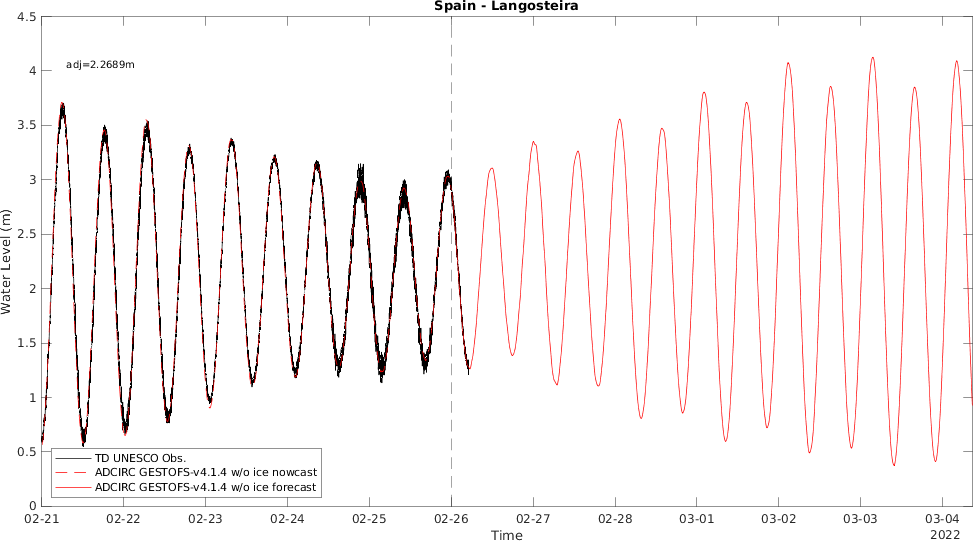 Spain - Langosteira
4.5
adj=2.2689m
4
3.5
3
2.5
2
1.5
1
0.5
0
Water Level (m)
TD UNESCO Obs.
ADCIRC GESTOFS-v4.1.4 w/o ice nowcast
ADCIRC GESTOFS-v4.1.4 w/o ice forecast
02-21 02-22 02-23 02-24 02-25 02-26 02-27 02-28 03-01 03-02 03-03 03-04
2022
Time